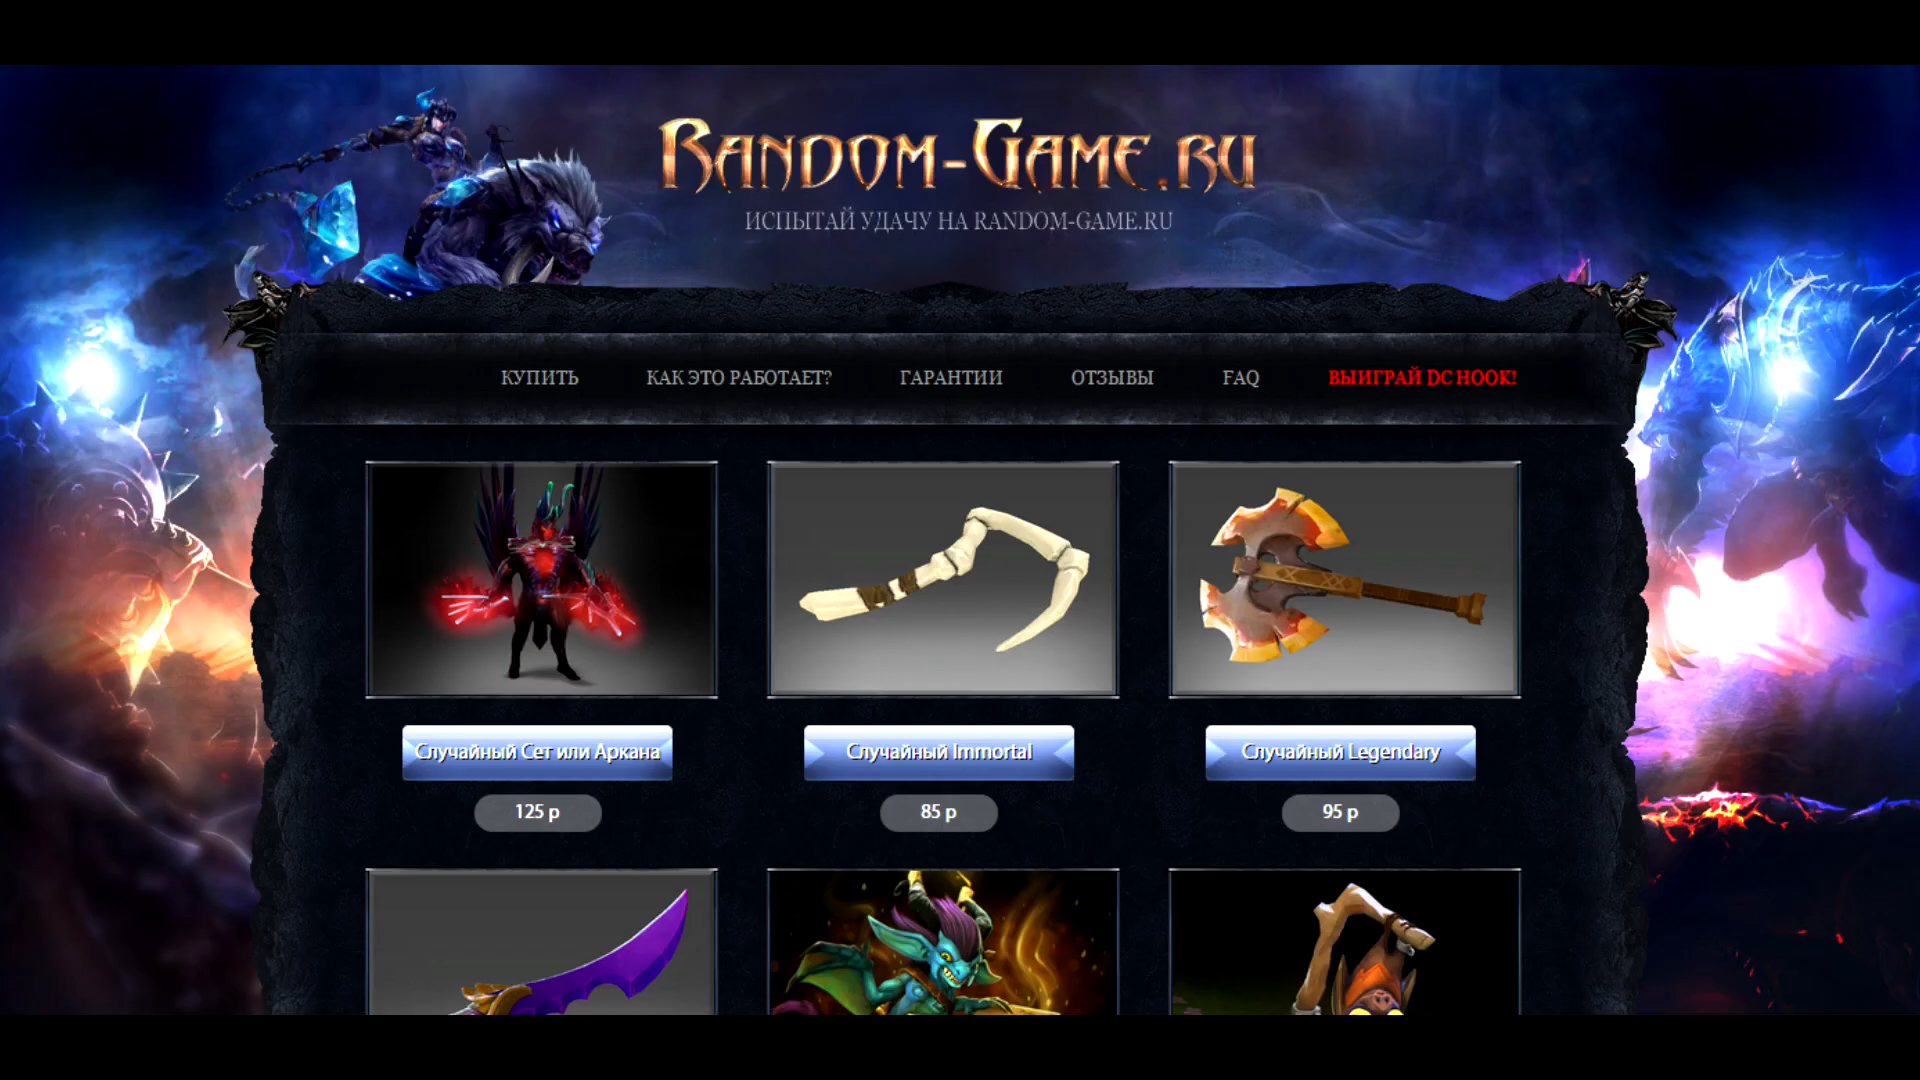 RANDOM-GAME.RU
ИСПЫТАЙ УДАЧУ НА RANDOM-GAME.RU
КУПИТЬ КАК ЭТО РАБОТАЕТ? ГАРАНТИИ ОТЗЫВЫ FAQ ВЫИГРАЙ DC HOOK!
Случайный Сет или Аркана Случайный Immortal Случайный Legendary
125 р 85 р 95 р